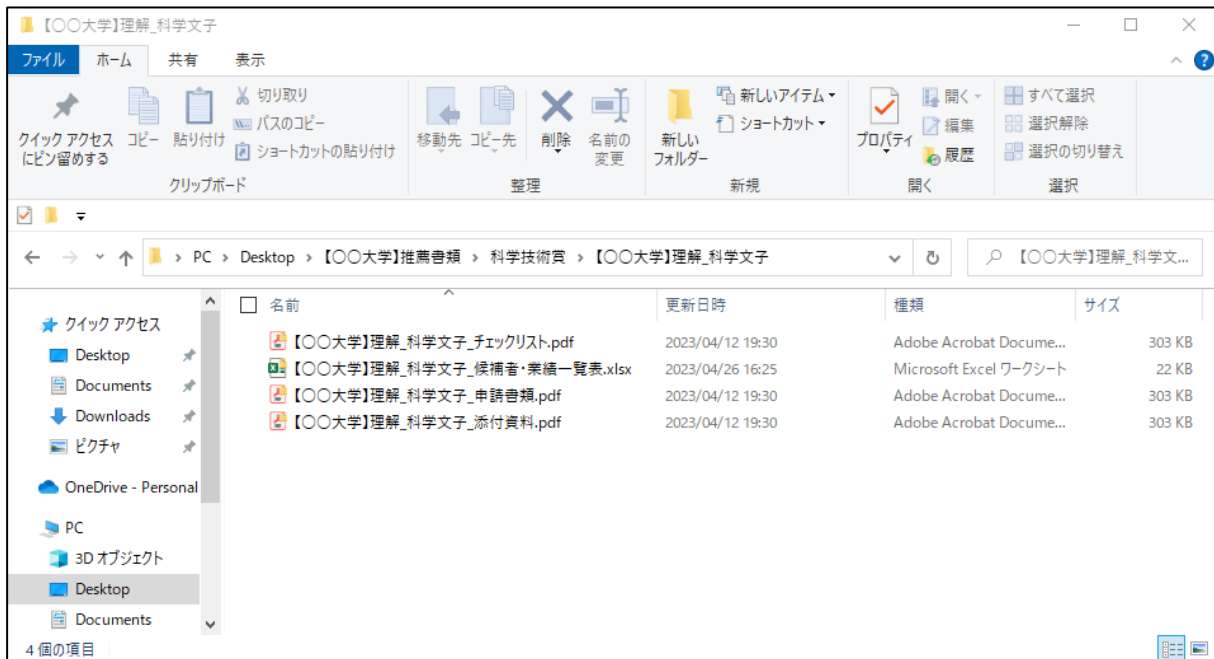 【〇〇大学】理解_科学文子
ファイル ホーム 共有 表示
クイック アクセスにピン留めする
コピー
貼り付け
切り取り
パスのコピー
ショートカットの貼り付け
クリップボード
移動先
コピー先
削除
名前の変更
整理
新しいフォルダー
新しいアイテム
ショートカット
新規
プロパティ
開く
編集
履歴
開く
すべて選択
選択解除
選択の切り替え
選択
PC › Desktop › 【〇〇大学】推薦書類 › 科学技術賞 › 【〇〇大学】理解_科学文子
【〇〇大学】理解_科学文...
名前 更新日時 種類 サイズ
【〇〇大学】理解_科学文子_チェックリスト.pdf 2023/04/12 19:30 Adobe Acrobat Docume... 303 KB
【〇〇大学】理解_科学文子_候補者・業績一覧表.xlsx 2023/04/26 16:25 Microsoft Excel ワークシート 22 KB
【〇〇大学】理解_科学文子_申請書類.pdf 2023/04/12 19:30 Adobe Acrobat Docume... 303 KB
【〇〇大学】理解_科学文子_添付資料.pdf 2023/04/12 19:30 Adobe Acrobat Docume... 303 KB
クイック アクセス
Desktop
Documents
Downloads
ピクチャ
OneDrive - Personal
PC
3D オブジェクト
Desktop
Documents
4 個の項目